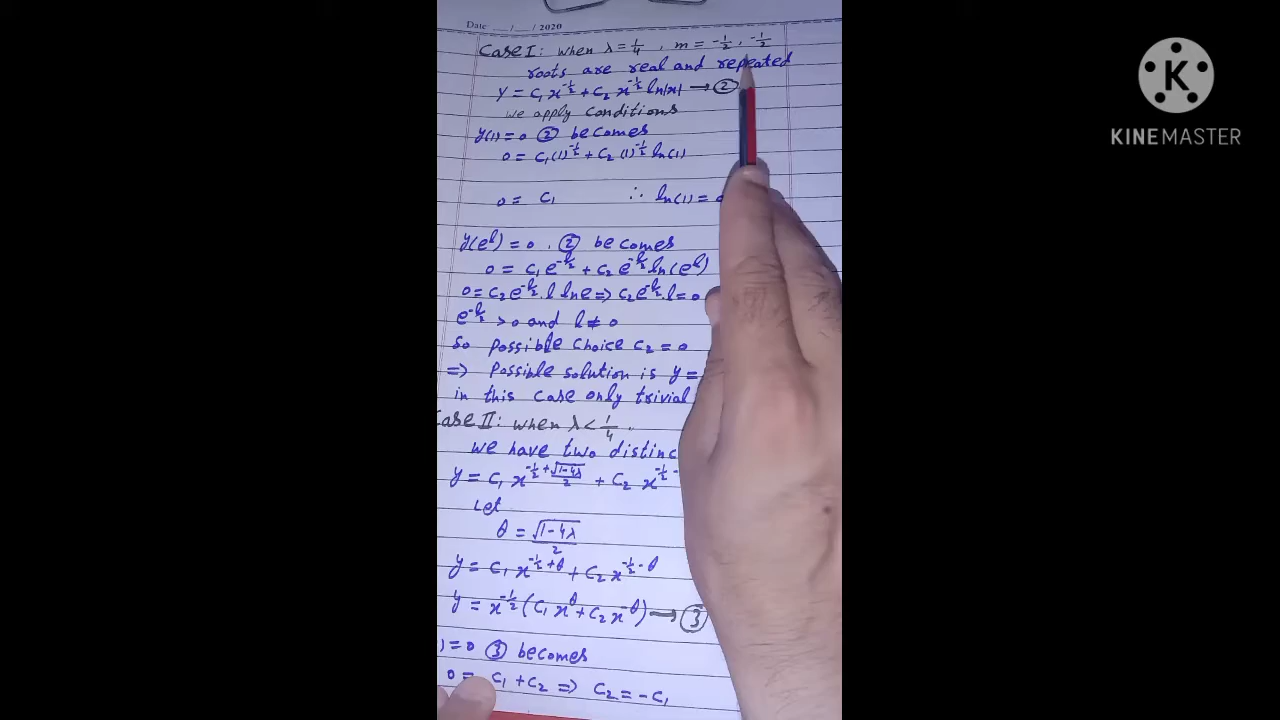 Date __/__/2020
Case I: when λ = 1/4 , m = -1/2 , -1/2
roots are real and repeated
y = c₁ x^(-1/2) + c₂ x^(-1/2) ln|x| → ②
we apply conditions
y(1) = 0 ② becomes
0 = c₁(1)^(-1/2) + c₂ (1)^(-1/2) ln(1)
0 = c₁ ∴ ln(1) = 0
y(e^l) = 0 . ② becomes
0 = c₁ e^(-l/2) + c₂ e^(-l/2) ln(e^l)
0 = c₂ e^(-l/2) . l ln e ⇒ c₂ e^(-l/2) . l = 0
e^(-l/2) > 0 and l ≠ 0
So possible choice c₂ = 0
⇒ Possible solution is y =
in this case only trivial
Case II: when λ < 1/4 .
we have two distinc
y = c₁ x^(-1/2 + √(1-4λ)/2) + c₂ x^(-1/2 -
Let
θ = √(1-4λ)/2
y = c₁ x^(-1/2 + θ) + c₂ x^(-1/2 - θ)
y = x^(-1/2) (c₁ x^θ + c₂ x^(-θ)) → ③
) = 0 ③ becomes
0 = c₁ + c₂ ⇒ c₂ = -c₁
K
KINEMASTER